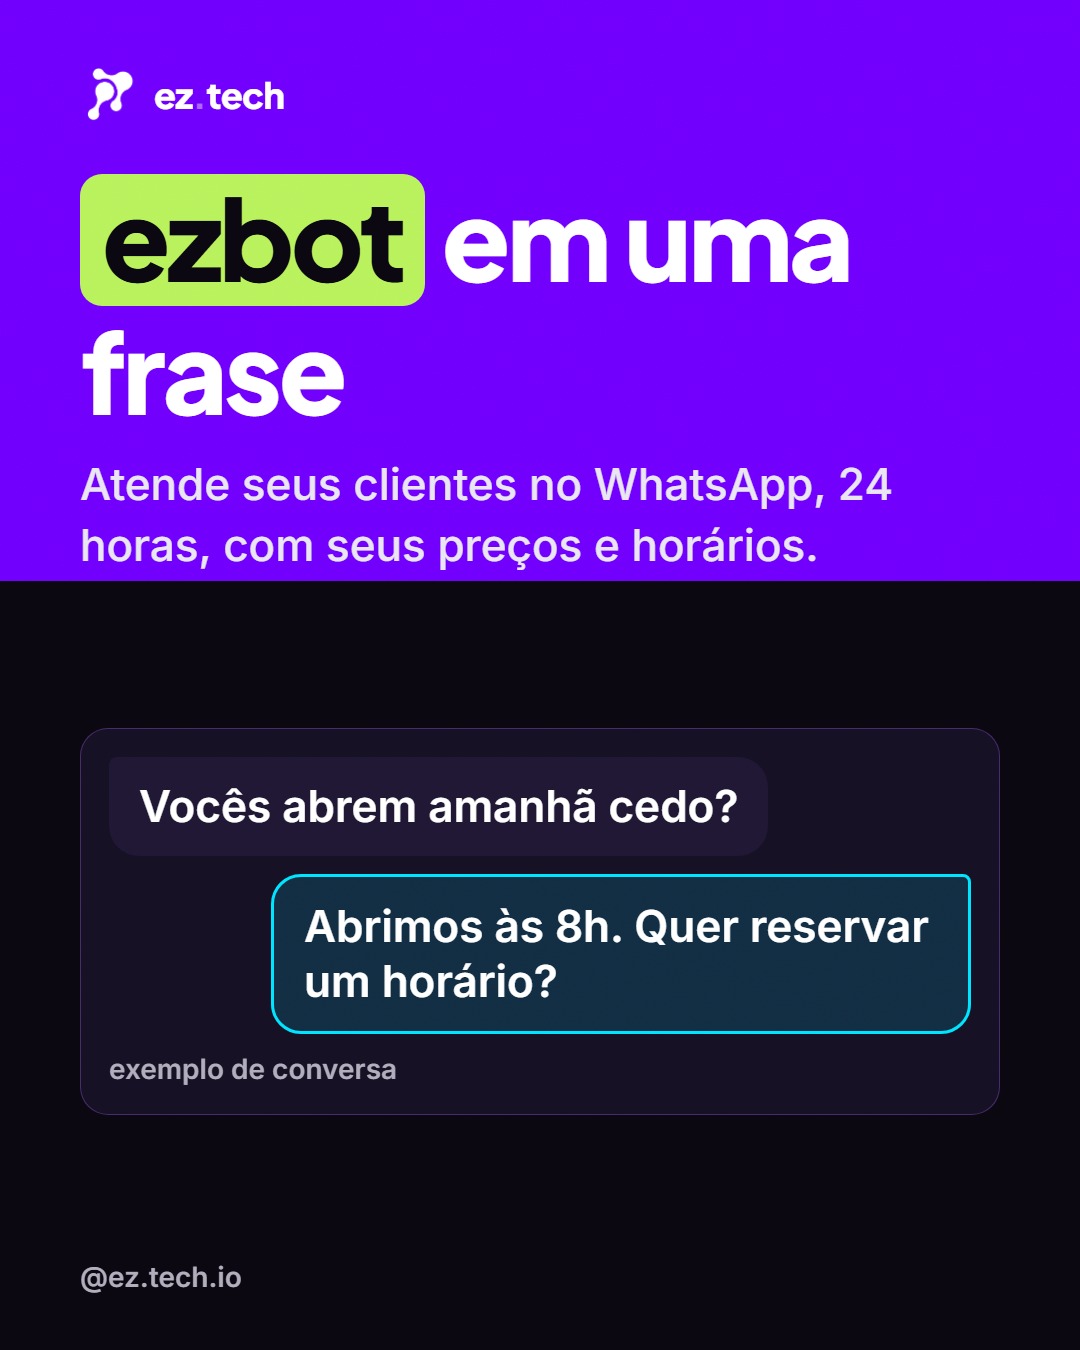 ez.tech
ezbot em uma
frase
Atende seus clientes no WhatsApp, 24
horas, com seus preços e horários.
Vocês abrem amanhã cedo?
Abrimos às 8h. Quer reservar
um horário?
exemplo de conversa
@ez.tech.io